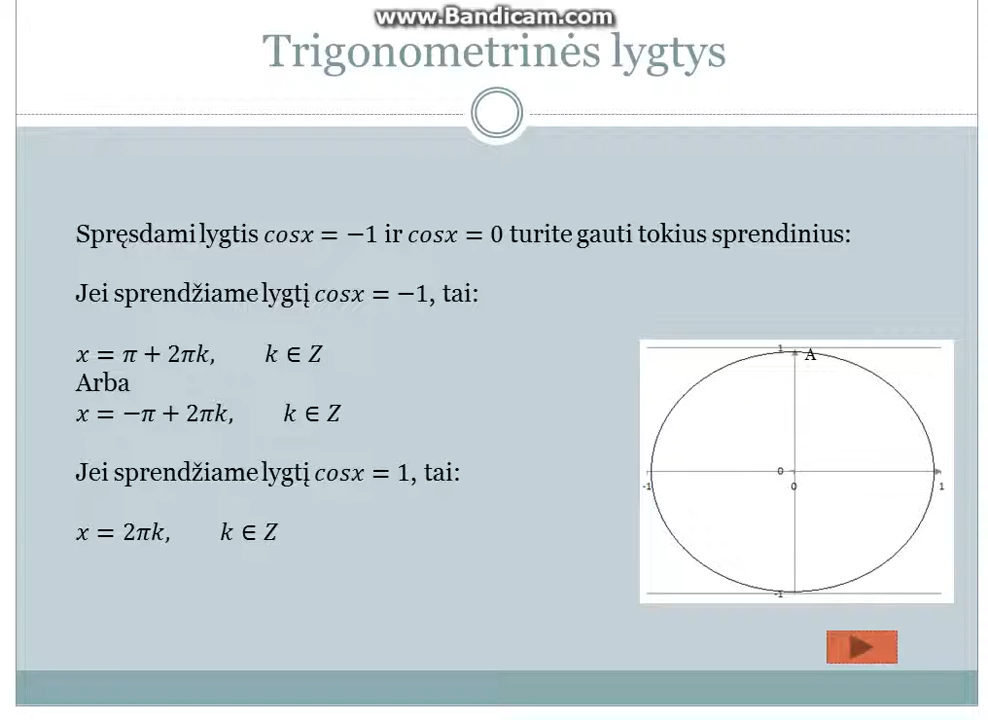 www.Bandicam.com
Trigonometrinės lygtys
Spręsdami lygtis cosx = −1 ir cosx = 0 turite gauti tokius sprendinius:
Jei sprendžiame lygtį cosx = −1, tai:
x = π + 2πk, k ∈ Z
Arba
x = −π + 2πk, k ∈ Z
Jei sprendžiame lygtį cosx = 1, tai:
x = 2πk, k ∈ Z
1 A
0
-1 0 1
-1